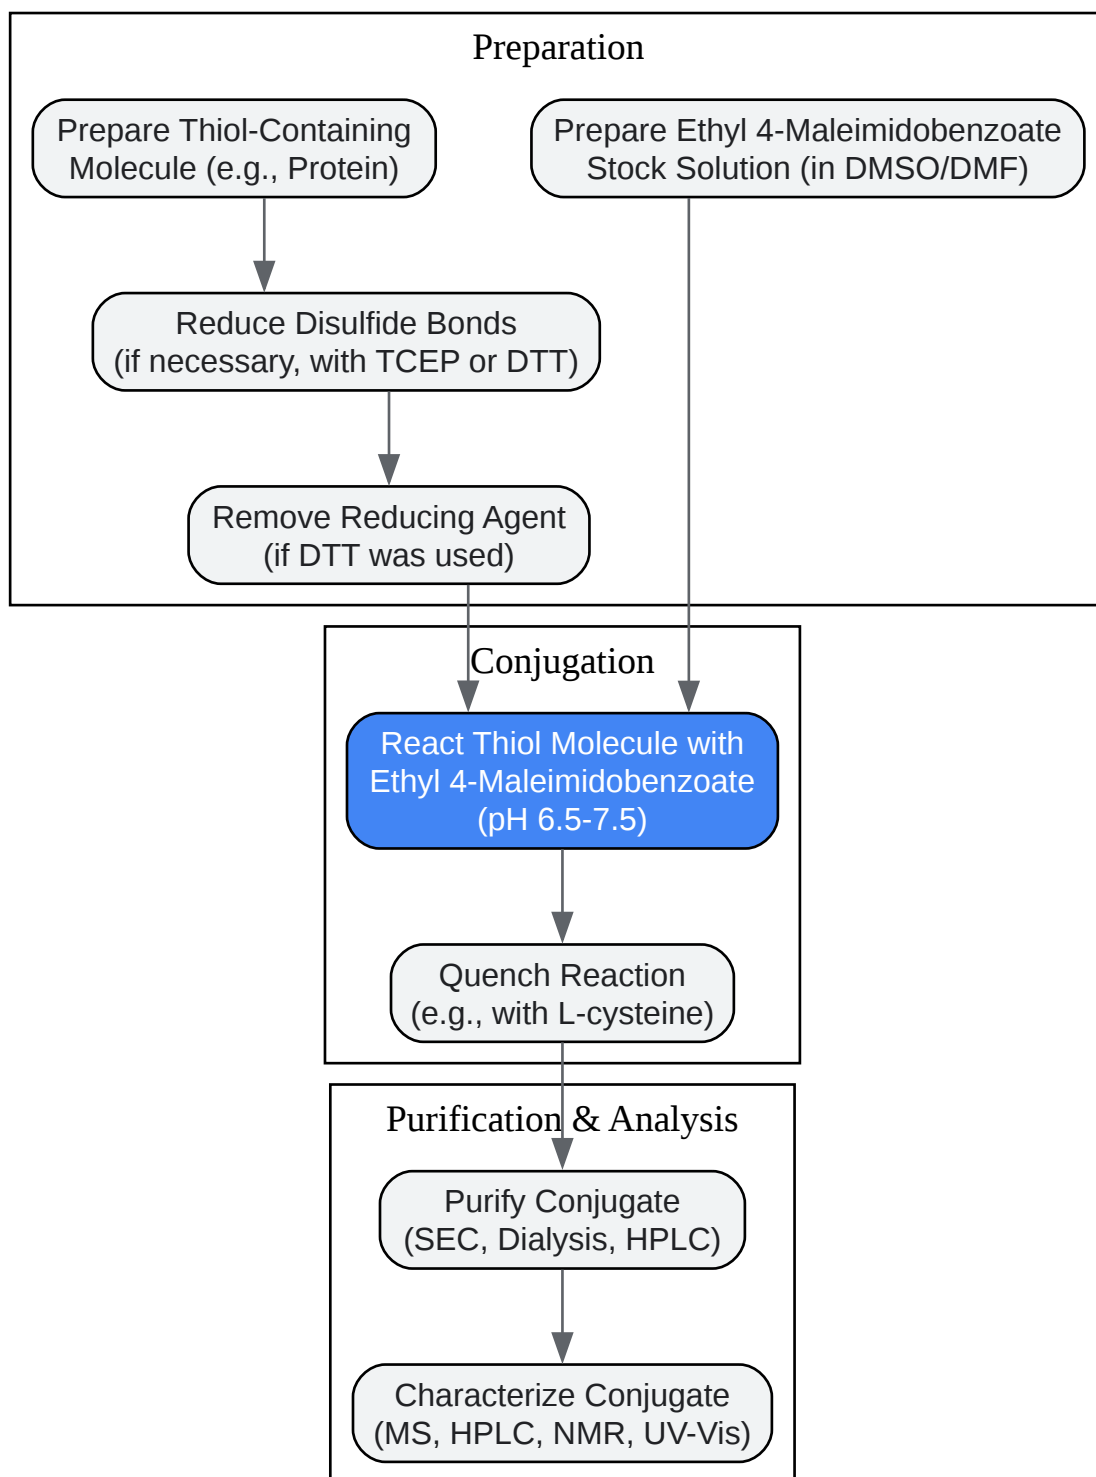 Preparation
Prepare Thiol-Containing
Molecule (e.g., Protein)
Prepare Ethyl 4-Maleimidobenzoate
Stock Solution (in DMSO/DMF)
Reduce Disulfide Bonds
(if necessary, with TCEP or DTT)
Remove Reducing Agent
(if DTT was used)
Conjugation
React Thiol Molecule with
Ethyl 4-Maleimidobenzoate
(pH 6.5-7.5)
Quench Reaction
(e.g., with L-cysteine)
Purification & Analysis
Purify Conjugate
(SEC, Dialysis, HPLC)
Characterize Conjugate
(MS, HPLC, NMR, UV-Vis)